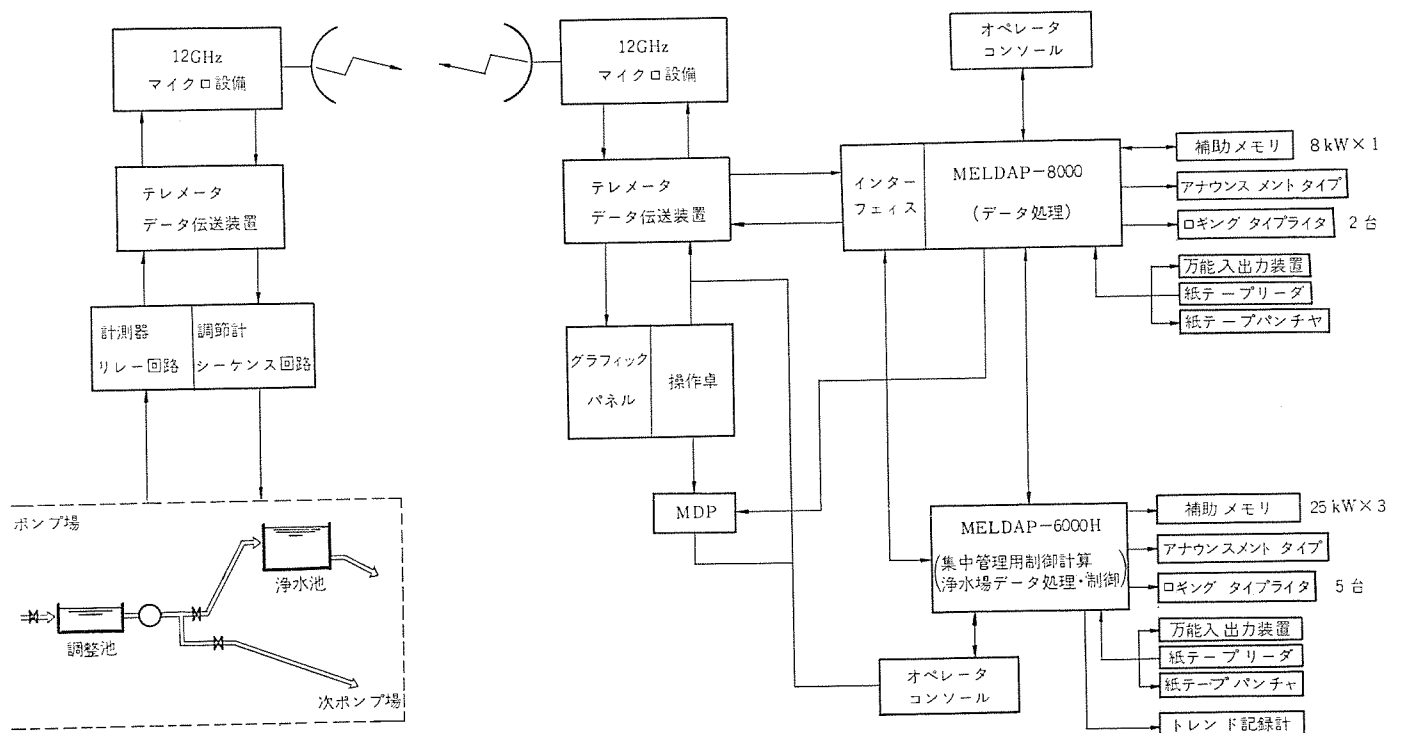 12GHz
マイクロ設備
12GHz
マイクロ設備
オペレータ
コンソール
テレメータ
データ伝送装置
テレメータ
データ伝送装置
インター
フェイス
MELDAP-8000
(データ処理)
補助メモリ 8kW×1
アナウンス メント タイプ
ロギング タイプライタ 2台
万能入出力装置
紙テープリーダ
紙テープパンチャ
計測器
リレー回路
調節計
シーケンス回路
グラフィック
パネル
操作卓
MDP
MELDAP-6000H
(集中管理用制御計算
浄水場データ処理・制御)
補助 メモリ 25kW×3
アナウンスメント タイプ
ロギング タイプライタ 5台
万能入出力装置
紙テープリーダ
紙テープパンチャ
トレンド記録計
オペレータ
コンソール
ポンプ場
浄水池
調整池
次ポンプ場